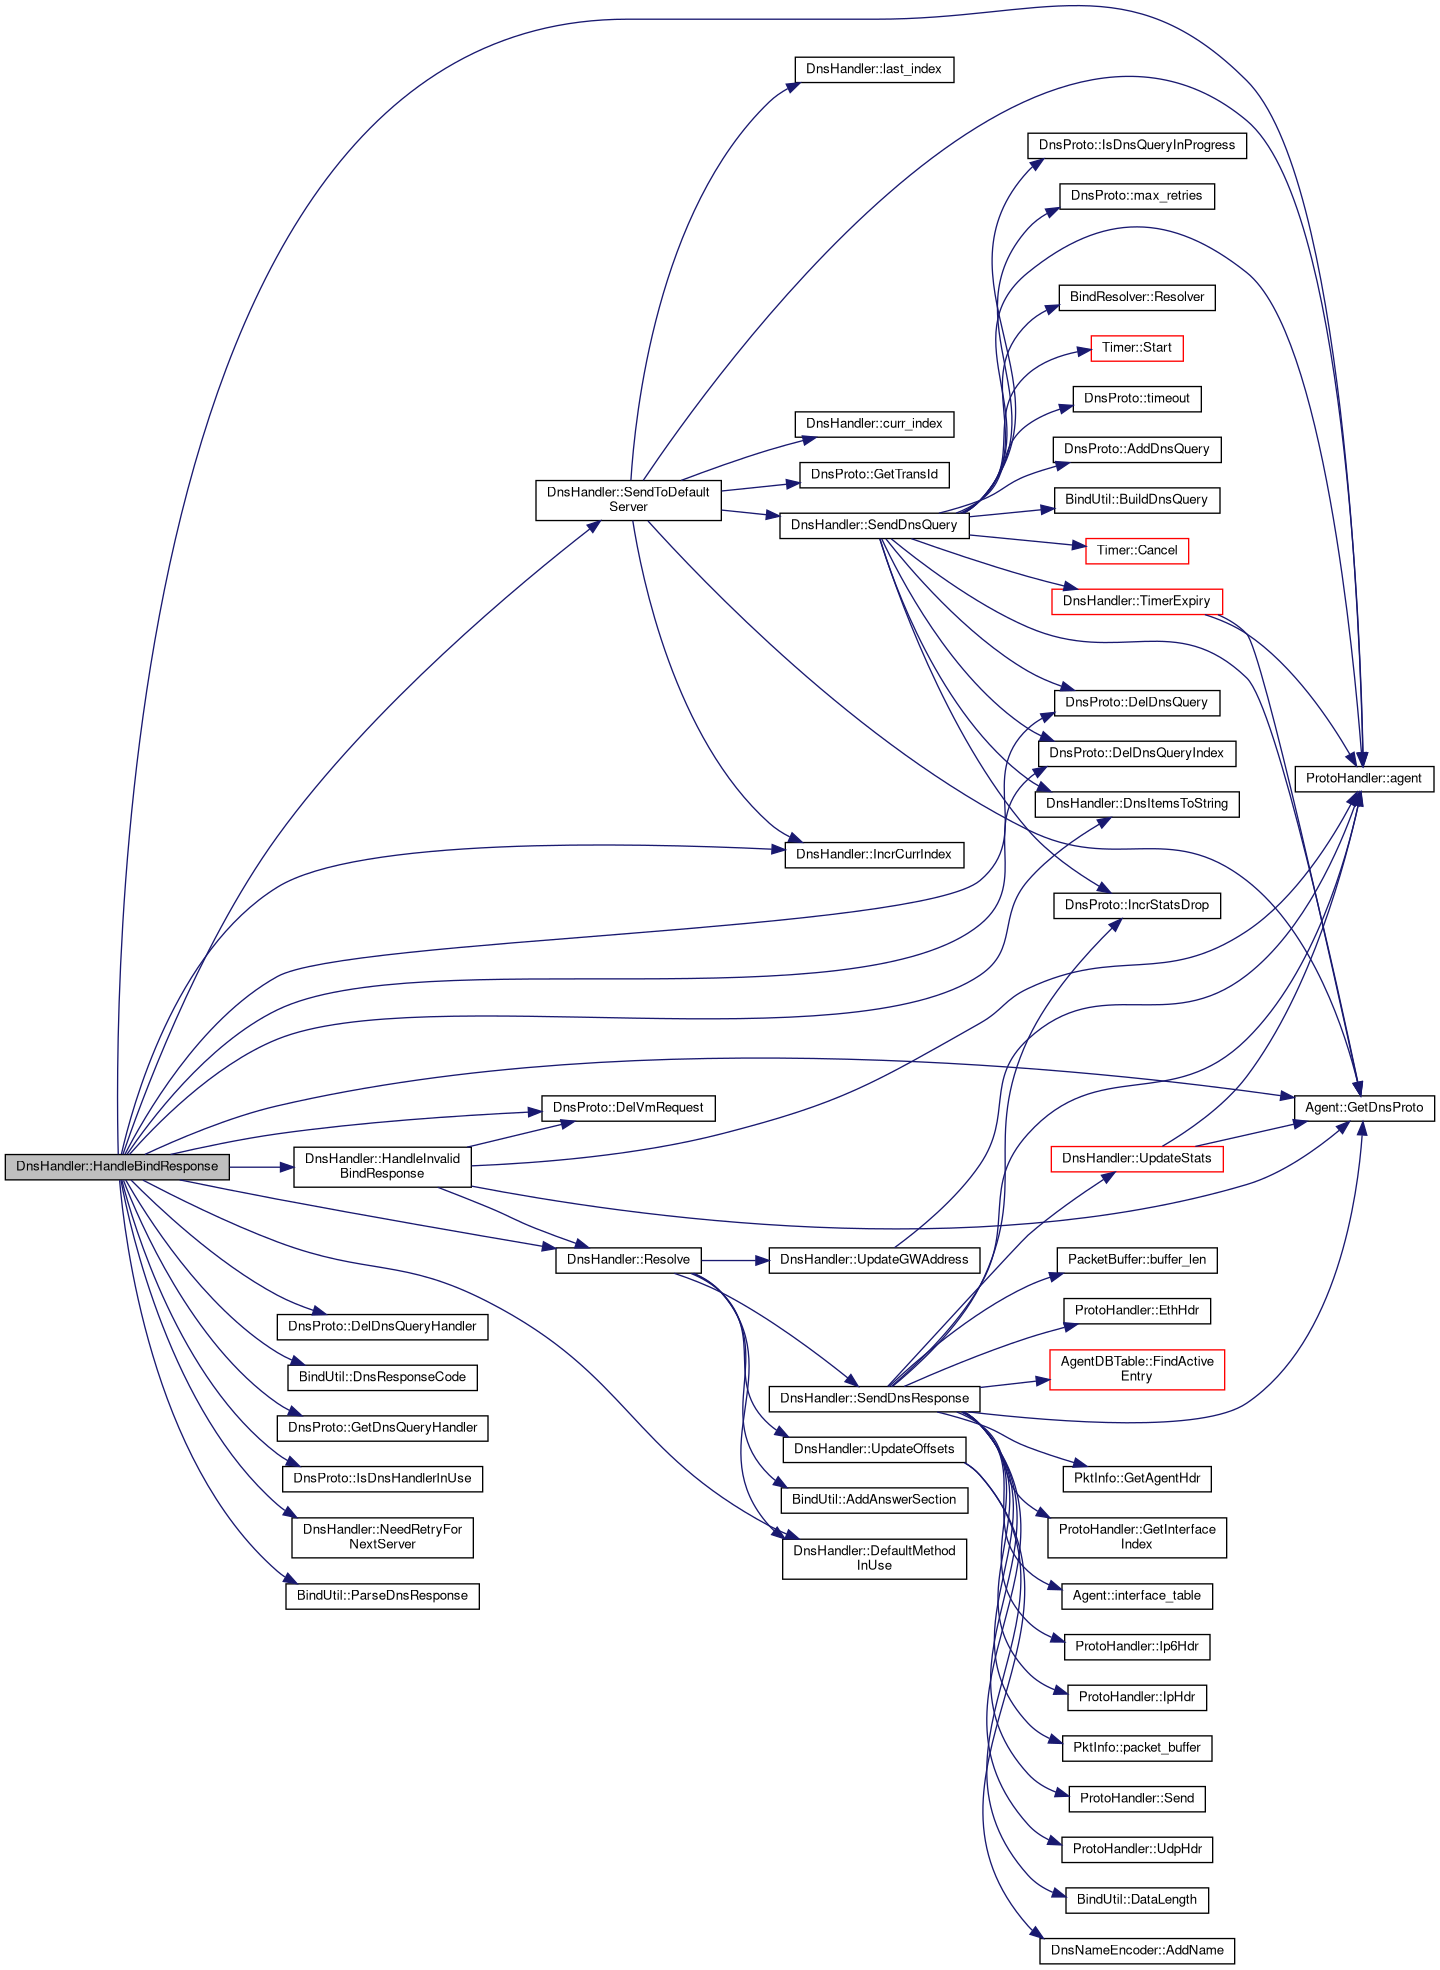 DnsHandler::last_index
DnsProto::IsDnsQueryInProgress
DnsProto::max_retries
BindResolver::Resolver
Timer::Start
DnsProto::timeout
DnsHandler::curr_index
DnsProto::AddDnsQuery
DnsProto::GetTransId
DnsHandler::SendToDefault
Server
BindUtil::BuildDnsQuery
DnsHandler::SendDnsQuery
Timer::Cancel
DnsHandler::TimerExpiry
DnsProto::DelDnsQuery
DnsProto::DelDnsQueryIndex
ProtoHandler::agent
DnsHandler::DnsItemsToString
DnsHandler::IncrCurrIndex
DnsProto::IncrStatsDrop
DnsProto::DelVmRequest
Agent::GetDnsProto
DnsHandler::HandleBindResponse
DnsHandler::HandleInvalid
BindResponse
DnsHandler::UpdateStats
DnsHandler::Resolve
DnsHandler::UpdateGWAddress
PacketBuffer::buffer_len
ProtoHandler::EthHdr
DnsProto::DelDnsQueryHandler
AgentDBTable::FindActive
Entry
BindUtil::DnsResponseCode
DnsHandler::SendDnsResponse
DnsProto::GetDnsQueryHandler
DnsHandler::UpdateOffsets
PktInfo::GetAgentHdr
DnsProto::IsDnsHandlerInUse
BindUtil::AddAnswerSection
ProtoHandler::GetInterface
Index
DnsHandler::NeedRetryFor
NextServer
DnsHandler::DefaultMethod
InUse
BindUtil::ParseDnsResponse
Agent::interface_table
ProtoHandler::Ip6Hdr
ProtoHandler::IpHdr
PktInfo::packet_buffer
ProtoHandler::Send
ProtoHandler::UdpHdr
BindUtil::DataLength
DnsNameEncoder::AddName